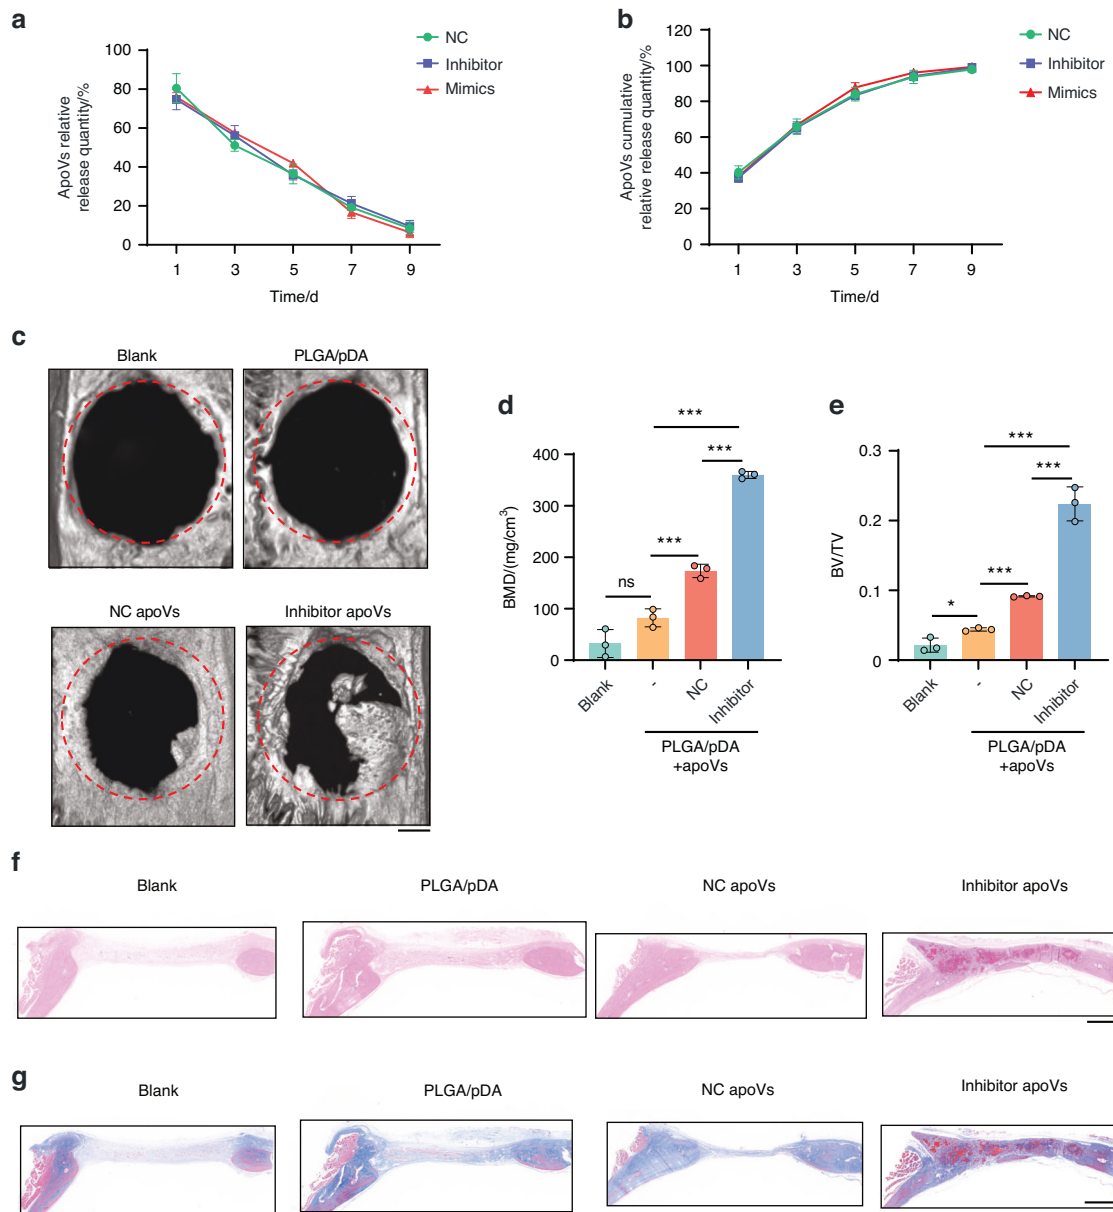 a
ApoVs relative
release quantity/%
100
80
60
40
20
0
1 3 5 7 9
Time/d
NC
Inhibitor
Mimics
b
ApoVs cumulative
relative release quantity/%
120
100
80
60
40
20
0
1 3 5 7 9
Time/d
NC
Inhibitor
Mimics
c
Blank
PLGA/pDA
NC apoVs
Inhibitor apoVs
d
BMD/(mg/cm³)
400
300
200
100
0
ns
***
***
***
Blank
-
NC
Inhibitor
PLGA/pDA
+apoVs
e
BV/TV
0.3
0.2
0.1
0
*
***
***
***
Blank
-
NC
Inhibitor
PLGA/pDA
+apoVs
f
Blank
PLGA/pDA
NC apoVs
Inhibitor apoVs
g
Blank
PLGA/pDA
NC apoVs
Inhibitor apoVs